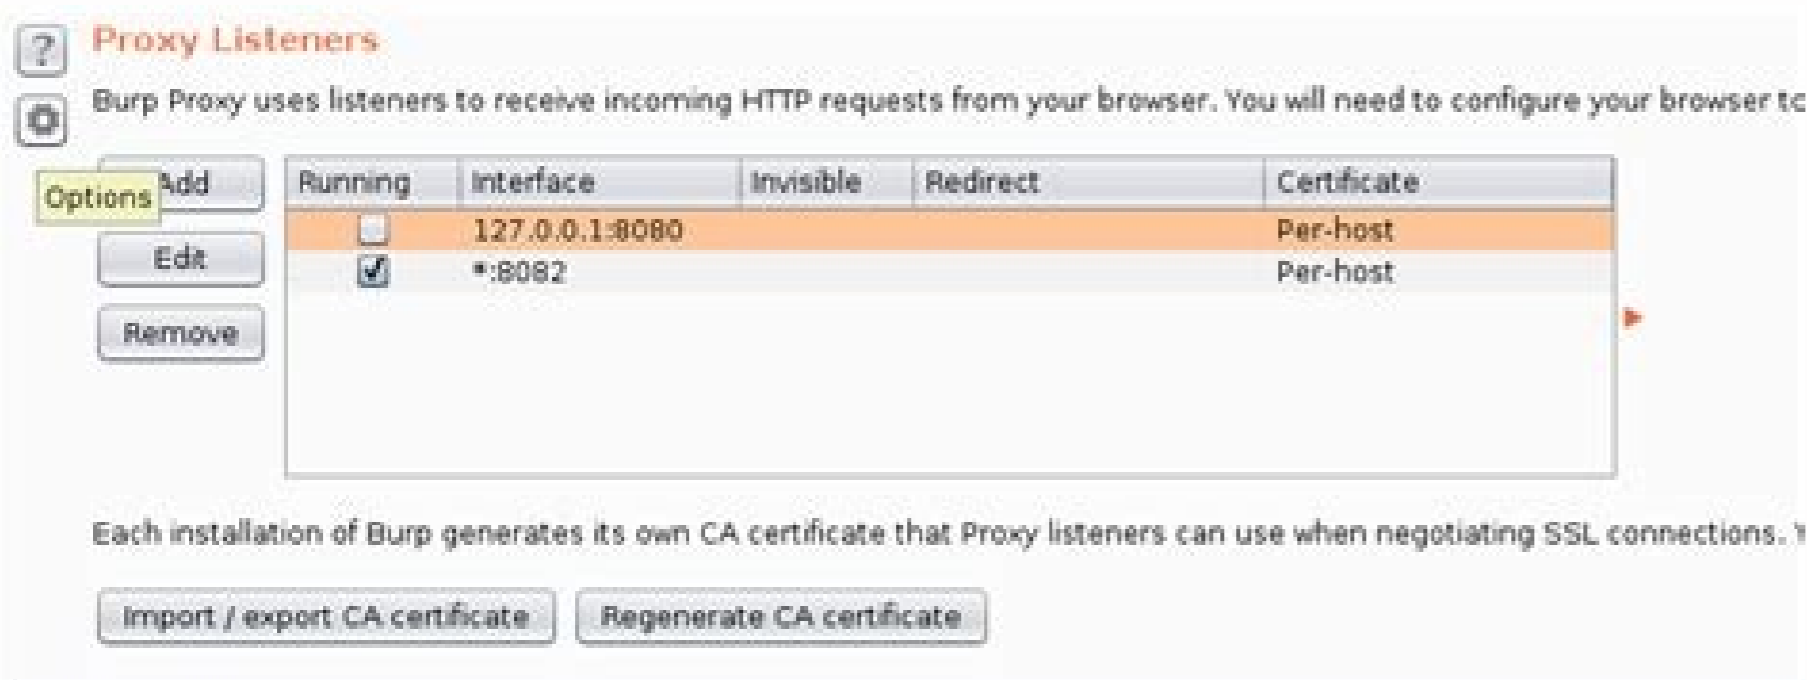 ? Proxy Listeners
Burp Proxy uses listeners to receive incoming HTTP requests from your browser. You will need to configure your browser to
Options Add Running Interface Invisible Redirect Certificate
127.0.0.1:8080 Per-host
Edit *:8082 Per-host
Remove
Each installation of Burp generates its own CA certificate that Proxy listeners can use when negotiating SSL connections. Y
Import / export CA certificate Regenerate CA certificate